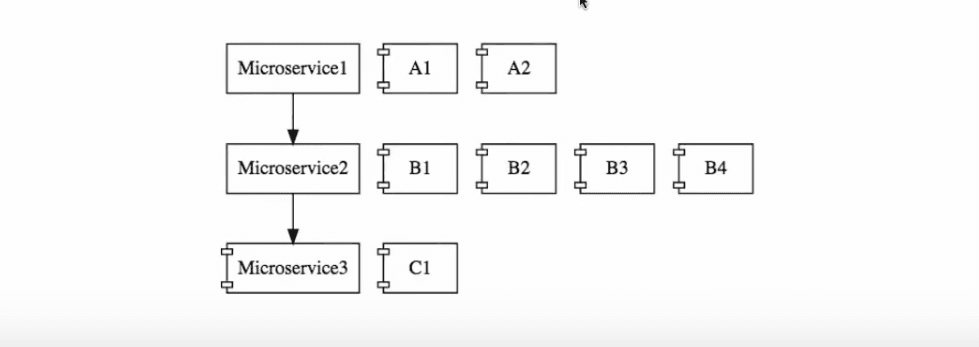 Microservice1 A1 A2
Microservice2 B1 B2 B3 B4
Microservice3 C1